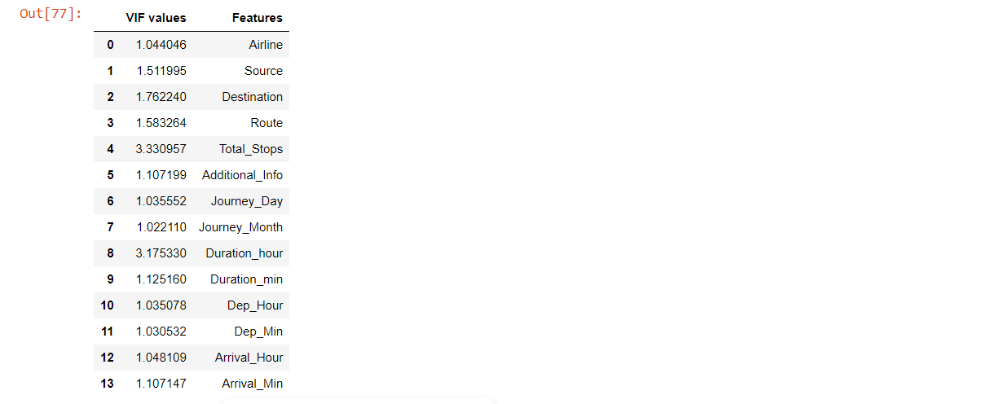 Out[77]:
VIF values Features
0 1.044046 Airline
1 1.511995 Source
2 1.762240 Destination
3 1.583264 Route
4 3.330957 Total_Stops
5 1.107199 Additional_Info
6 1.035552 Journey_Day
7 1.022110 Journey_Month
8 3.175330 Duration_hour
9 1.125160 Duration_min
10 1.035078 Dep_Hour
11 1.030532 Dep_Min
12 1.048109 Arrival_Hour
13 1.107147 Arrival_Min